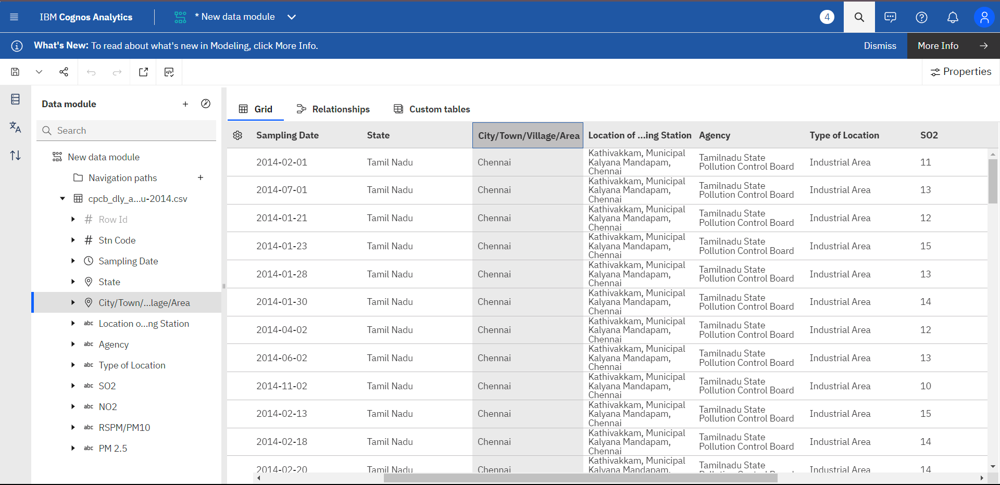 IBM Cognos Analytics
* New data module
4
What's New: To read about what's new in Modeling, click More Info.
Dismiss
More Info
Properties
Data module
Search
New data module
Navigation paths
cpcb_dly_a...u-2014.csv
Row Id
Stn Code
Sampling Date
State
City/Town/...lage/Area
abc Location o...ng Station
abc Agency
abc Type of Location
abc SO2
abc NO2
abc RSPM/PM10
abc PM 2.5
Grid
Relationships
Custom tables
Sampling Date State City/Town/Village/Area Location of ...ing Station Agency Type of Location SO2
2014-02-01 Tamil Nadu Chennai Kathivakkam, Municipal Kalyana Mandapam, Chennai Tamilnadu State Pollution Control Board Industrial Area 11
2014-07-01 Tamil Nadu Chennai Kathivakkam, Municipal Kalyana Mandapam, Chennai Tamilnadu State Pollution Control Board Industrial Area 13
2014-01-21 Tamil Nadu Chennai Kathivakkam, Municipal Kalyana Mandapam, Chennai Tamilnadu State Pollution Control Board Industrial Area 12
2014-01-23 Tamil Nadu Chennai Kathivakkam, Municipal Kalyana Mandapam, Chennai Tamilnadu State Pollution Control Board Industrial Area 15
2014-01-28 Tamil Nadu Chennai Kathivakkam, Municipal Kalyana Mandapam, Chennai Tamilnadu State Pollution Control Board Industrial Area 13
2014-01-30 Tamil Nadu Chennai Kathivakkam, Municipal Kalyana Mandapam, Chennai Tamilnadu State Pollution Control Board Industrial Area 14
2014-04-02 Tamil Nadu Chennai Kathivakkam, Municipal Kalyana Mandapam, Chennai Tamilnadu State Pollution Control Board Industrial Area 12
2014-06-02 Tamil Nadu Chennai Kathivakkam, Municipal Kalyana Mandapam, Chennai Tamilnadu State Pollution Control Board Industrial Area 13
2014-11-02 Tamil Nadu Chennai Kathivakkam, Municipal Kalyana Mandapam, Chennai Tamilnadu State Pollution Control Board Industrial Area 10
2014-02-13 Tamil Nadu Chennai Kathivakkam, Municipal Kalyana Mandapam, Chennai Tamilnadu State Pollution Control Board Industrial Area 15
2014-02-18 Tamil Nadu Chennai Kathivakkam, Municipal Kalyana Mandapam, Chennai Tamilnadu State Pollution Control Board Industrial Area 14
2014-02-20 Tamil Nadu Chennai Kathivakkam, Municipal Kalyana Mandapam, Tamilnadu State Industrial Area 14